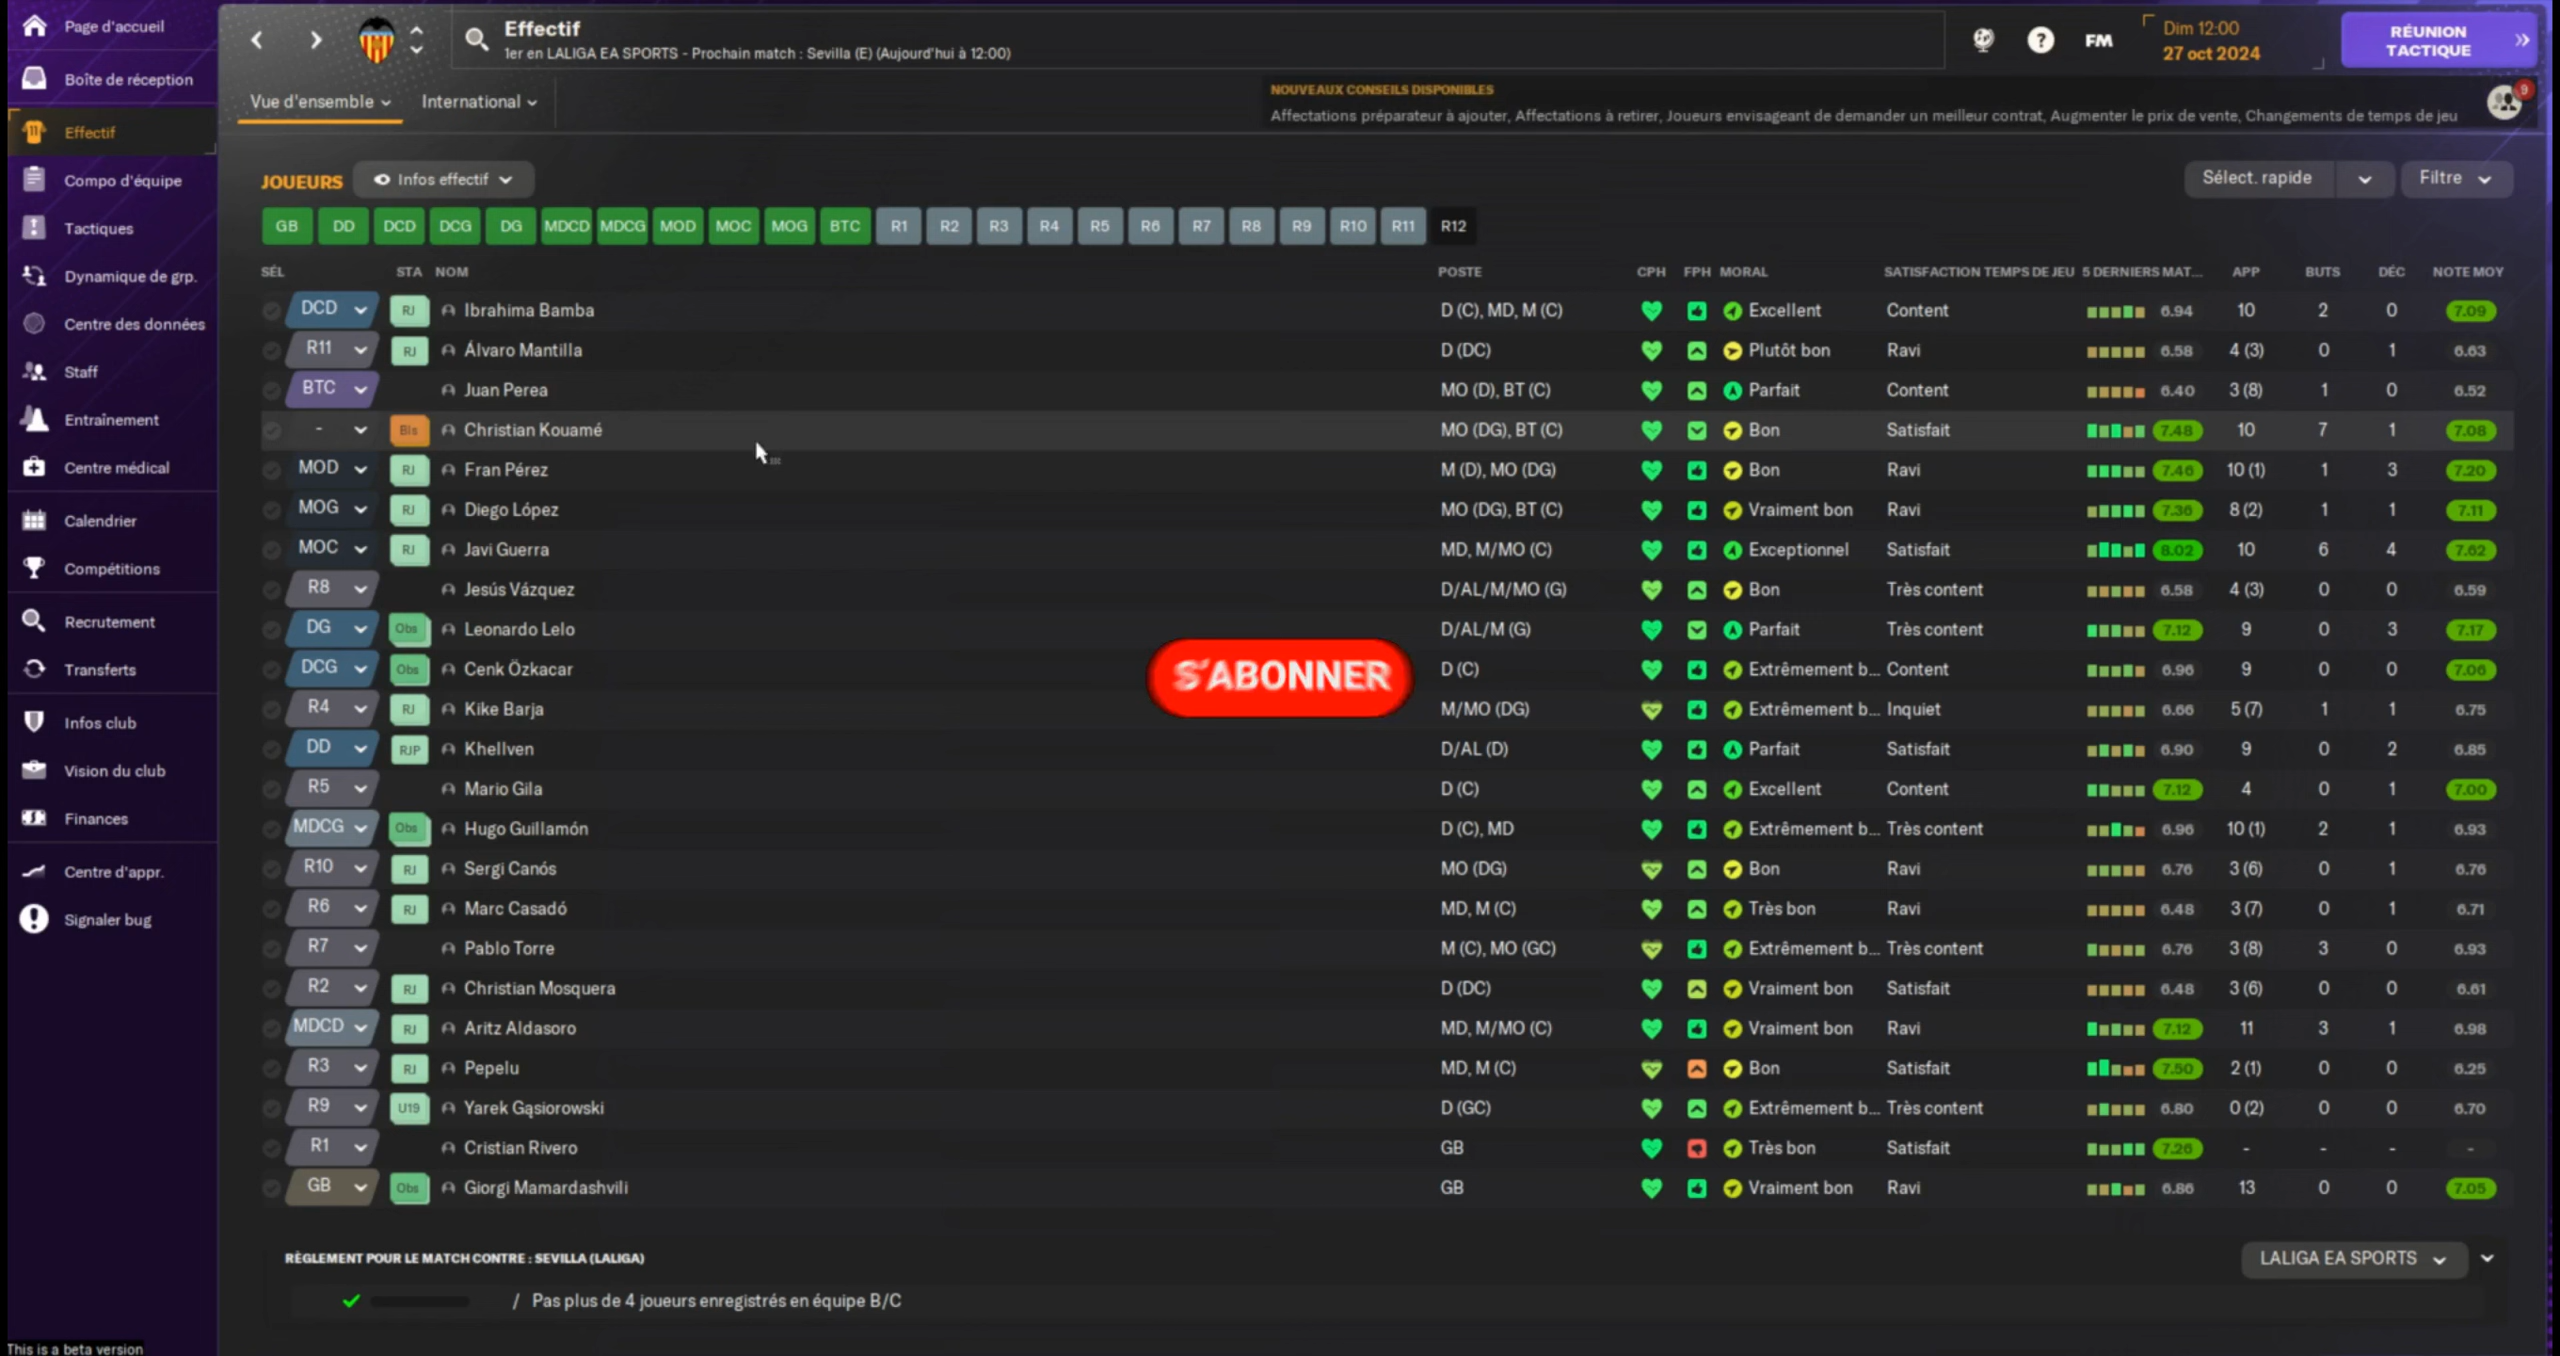 Page d'accueil
Boîte de réception
Effectif
Compo d'équipe
Tactiques
Dynamique de grp.
Centre des données
Staff
Entraînement
Centre médical
Calendrier
Compétitions
Recrutement
Transferts
Infos club
Vision du club
Finances
Centre d'appr.
Signaler bug
This is a beta version
Effectif
1er en LALIGA EA SPORTS - Prochain match : Sevilla (E) (Aujourd'hui à 12:00)
FM
Dim 12:00
27 oct 2024
RÉUNION
TACTIQUE
Vue d'ensemble
International
NOUVEAUX CONSEILS DISPONIBLES
Affectations préparateur à ajouter, Affectations à retirer, Joueurs envisageant de demander un meilleur contrat, Augmenter le prix de vente, Changements de temps de jeu
9
JOUEURS Infos effectif
Sélect. rapide Filtre
GB DD DCD DCG DG MDCD MDCG MOD MOC MOG BTC R1 R2 R3 R4 R5 R6 R7 R8 R9 R10 R11 R12
SÉL STA NOM POSTE CPH FPH MORAL SATISFACTION TEMPS DE JEU 5 DERNIERS MAT... APP BUTS DÉC NOTE MOY
DCD RJ Ibrahima Bamba D (C), MD, M (C) Excellent Content 6.94 10 2 0 7.09
R11 RJ Álvaro Mantilla D (DC) Plutôt bon Ravi 6.58 4 (3) 0 1 6.63
BTC Juan Perea MO (D), BT (C) Parfait Content 6.40 3 (8) 1 0 6.52
- Bls Christian Kouamé MO (DG), BT (C) Bon Satisfait 7.48 10 7 1 7.08
MOD RJ Fran Pérez M (D), MO (DG) Bon Ravi 7.46 10 (1) 1 3 7.20
MOG RJ Diego López MO (DG), BT (C) Vraiment bon Ravi 7.36 8 (2) 1 1 7.11
MOC RJ Javi Guerra MD, M/MO (C) Exceptionnel Satisfait 8.02 10 6 4 7.62
R8 Jesús Vázquez D/AL/M/MO (G) Bon Très content 6.58 4 (3) 0 0 6.59
DG Obs Leonardo Lelo D/AL/M (G) Parfait Très content 7.12 9 0 3 7.17
DCG Obs Cenk Özkacar D (C) Extrêmement b... Content 6.96 9 0 0 7.06
R4 RJ Kike Barja M/MO (DG) Extrêmement b... Inquiet 6.66 5 (7) 1 1 6.75
DD RJP Khellven D/AL (D) Parfait Satisfait 6.90 9 0 2 6.85
R5 Mario Gila D (C) Excellent Content 7.12 4 0 1 7.00
MDCG Obs Hugo Guillamón D (C), MD Extrêmement b... Très content 6.96 10 (1) 2 1 6.93
R10 RJ Sergi Canós MO (DG) Bon Ravi 6.76 3 (6) 0 1 6.76
R6 RJ Marc Casadó MD, M (C) Très bon Ravi 6.48 3 (7) 0 1 6.71
R7 Pablo Torre M (C), MO (GC) Extrêmement b... Très content 6.76 3 (8) 3 0 6.93
R2 RJ Christian Mosquera D (DC) Vraiment bon Satisfait 6.48 3 (6) 0 0 6.61
MDCD RJ Aritz Aldasoro MD, M/MO (C) Vraiment bon Ravi 7.12 11 3 1 6.98
R3 RJ Pepelu MD, M (C) Bon Satisfait 7.50 2 (1) 0 0 6.25
R9 U19 Yarek Gąsiorowski D (GC) Extrêmement b... Très content 6.80 0 (2) 0 0 6.70
R1 Cristian Rivero GB Très bon Satisfait 7.26 - - - -
GB Obs Giorgi Mamardashvili GB Vraiment bon Ravi 6.86 13 0 0 7.05
S'ABONNER
RÈGLEMENT POUR LE MATCH CONTRE : SEVILLA (LALIGA)
LALIGA EA SPORTS
/ Pas plus de 4 joueurs enregistrés en équipe B/C